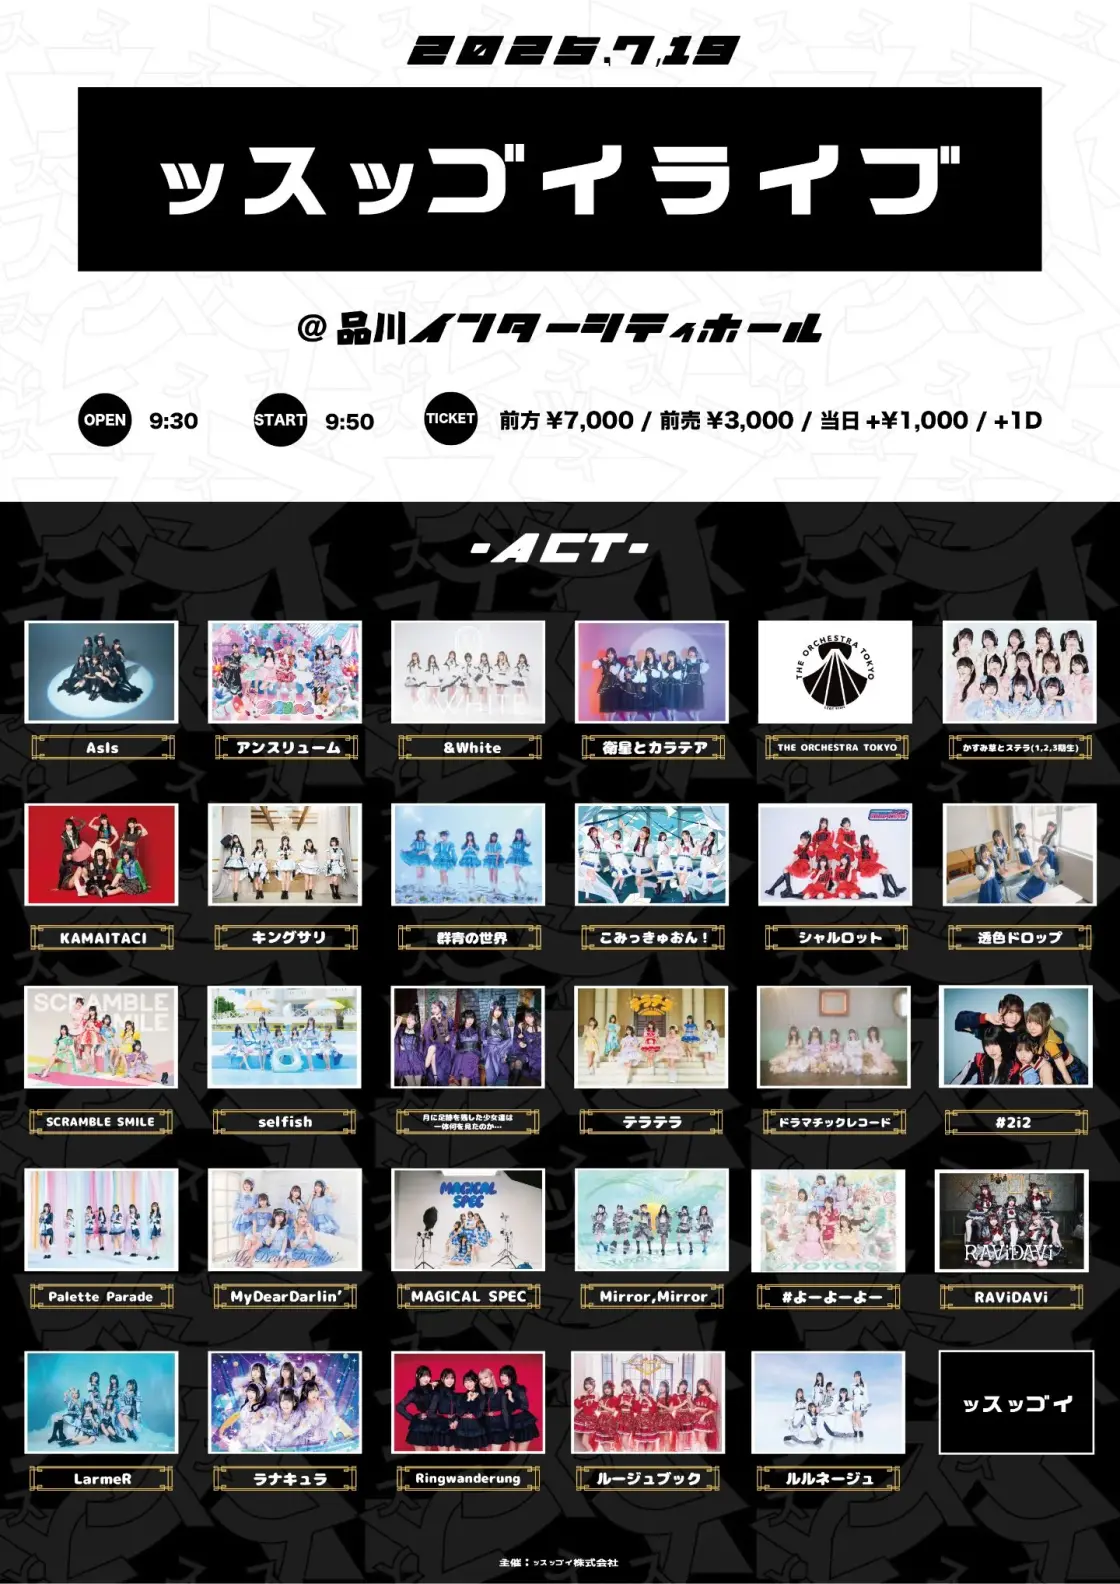 2025.7.19
ッスッゴイライブ
@品川インターシティホール
OPEN 9:30 START 9:50 TICKET 前方 ¥7,000 / 前売 ¥3,000 / 当日 +¥1,000 / +1D
-ACT-
THE ORCHESTRA TOKYO
AsIs
アンスリューム
&White
衛星とカラテア
THE ORCHESTRA TOKYO
かすみ草とステラ(1,2,3期生)
KAMAITACI
キングサリ
群青の世界
こみっきゅおん!
シャルロット
透色ドロップ
SCRAMBLE
SMILE
SCRAMBLE SMILE
selfish
月に足跡を残した少女達は
一体何を見たのか…
テラテラ
ドラマチックレコード
#2i2
MAGICAL
SPEC
My Dear Darlin'
RAViDAVi
Palette Parade
MyDearDarlin'
MAGICAL SPEC
Mirror,Mirror
#よーよーよー
RAViDAVi
ッスッゴイ
LarmeR
ラナキュラ
Ringwanderung
ルージュブック
ルルネージュ
主催:ッスッゴイ株式会社